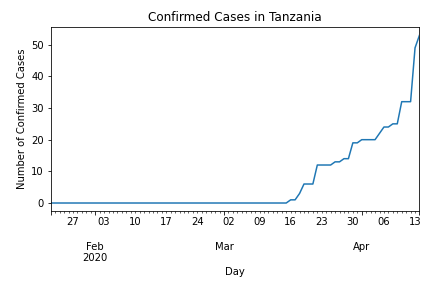 Confirmed Cases in Tanzania
Number of Confirmed Cases
50
40
30
20
10
0
27 03 10 17 24 02 09 16 23 30 06 13
Feb Mar Apr
2020
Day